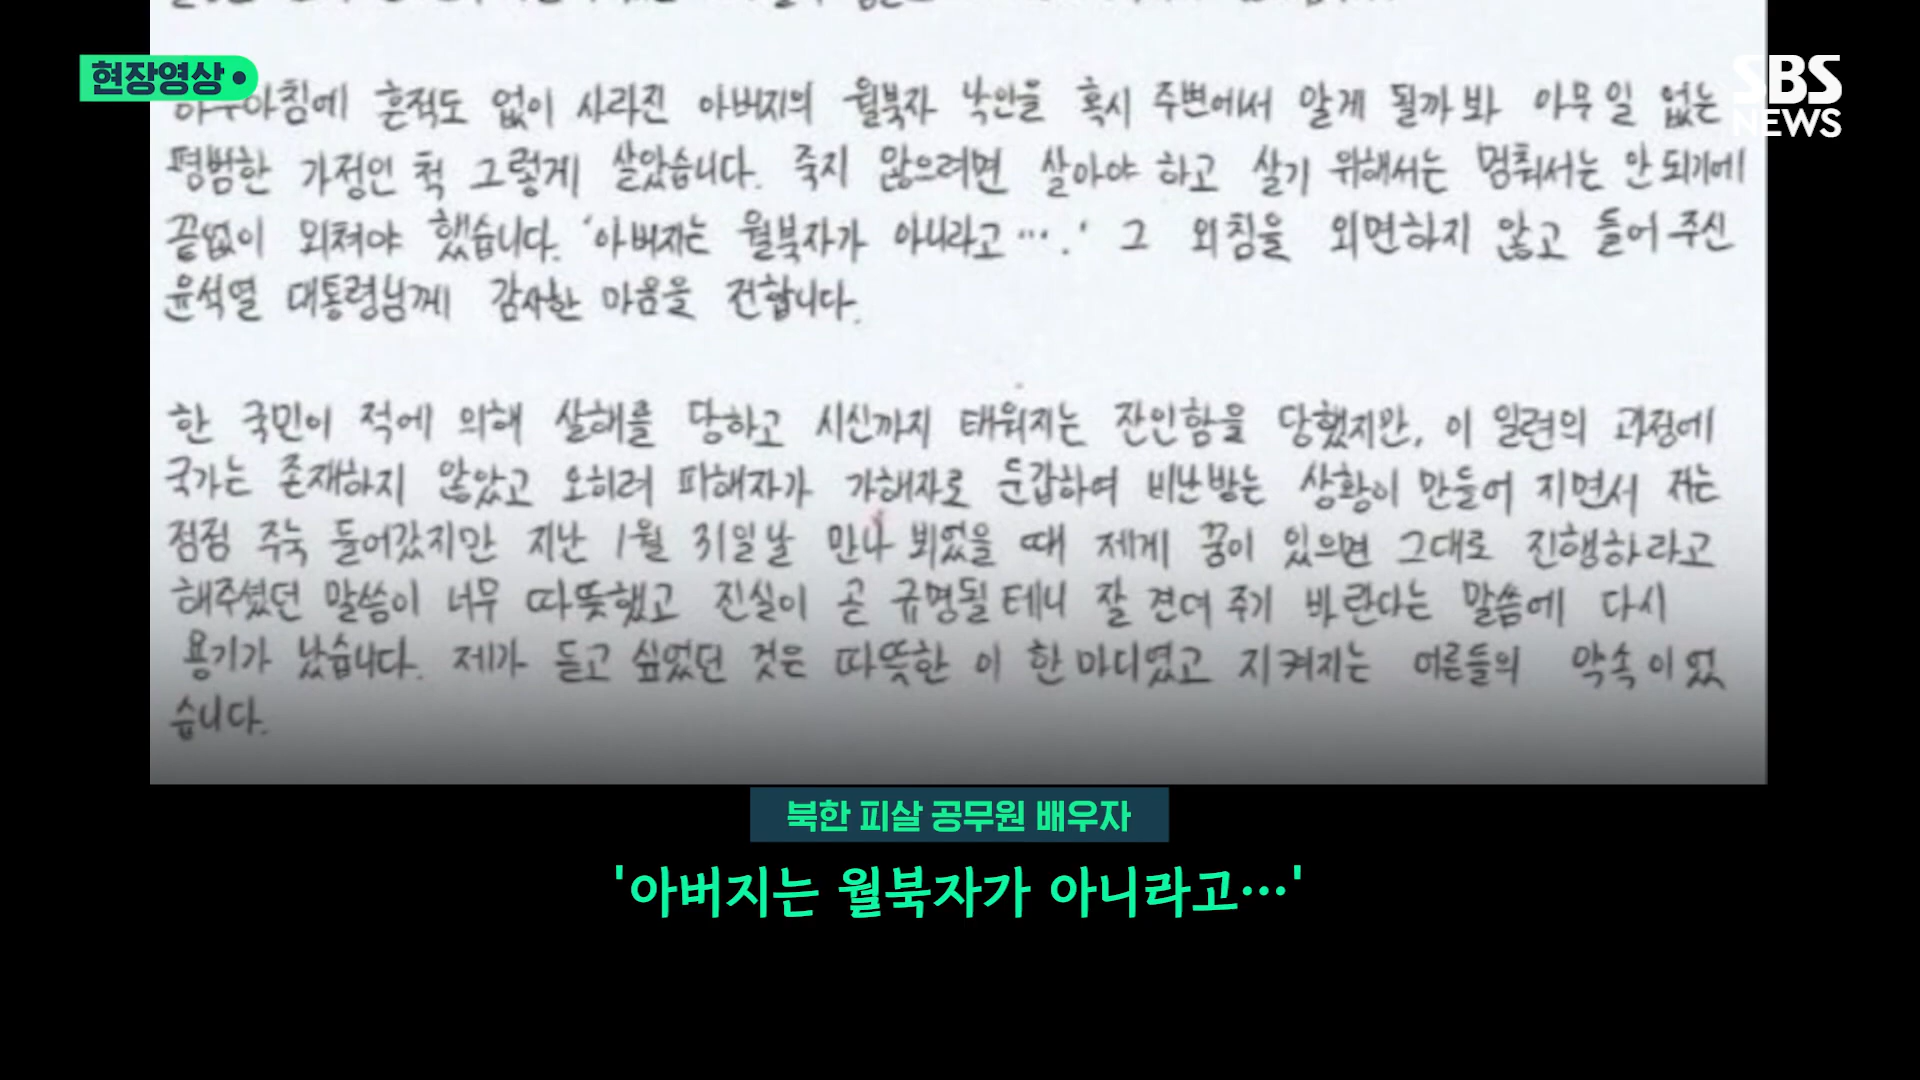 현장영상
SBS
NEWS
하루아침에 흔적도 없이 사라진 아버지의 월북자 낙인을 혹시 주변에서 알게 될까봐 아무일 없는
평범한 가정인 척 그렇게 살았습니다. 죽지 않으려면 살아야 하고 살기 위해서는 멈춰서는 안되기에
끝없이 외쳐야 했습니다. '아버지는 월북자가 아니라고….' 그 외침을 외면하지 않고 들어주신
윤석열 대통령님께 감사한 마음을 전합니다.
한 국민이 적에 의해 살해를 당하고 시신까지 태워지는 잔인함을 당했지만, 이 일련의 과정에
국가는 존재하지 않았고 오히려 피해자가 가해자로 둔갑하여 비난받는 상황이 만들어 지면서 저는
점점 주눅 들어갔지만 지난 1월 31일날 만나 뵈었을 때 제게 꿈이 있으면 그대로 진행하라고
해주셨던 말씀이 너무 따뜻했고 진실이 곧 규명될테니 잘 견뎌 주기 바란다는 말씀에 다시
용기가 났습니다. 제가 듣고 싶었던 것은 따뜻한 이 한마디였고 지켜지는 어른들의 약속이었
습니다.
북한 피살 공무원 배우자
'아버지는 월북자가 아니라고…'